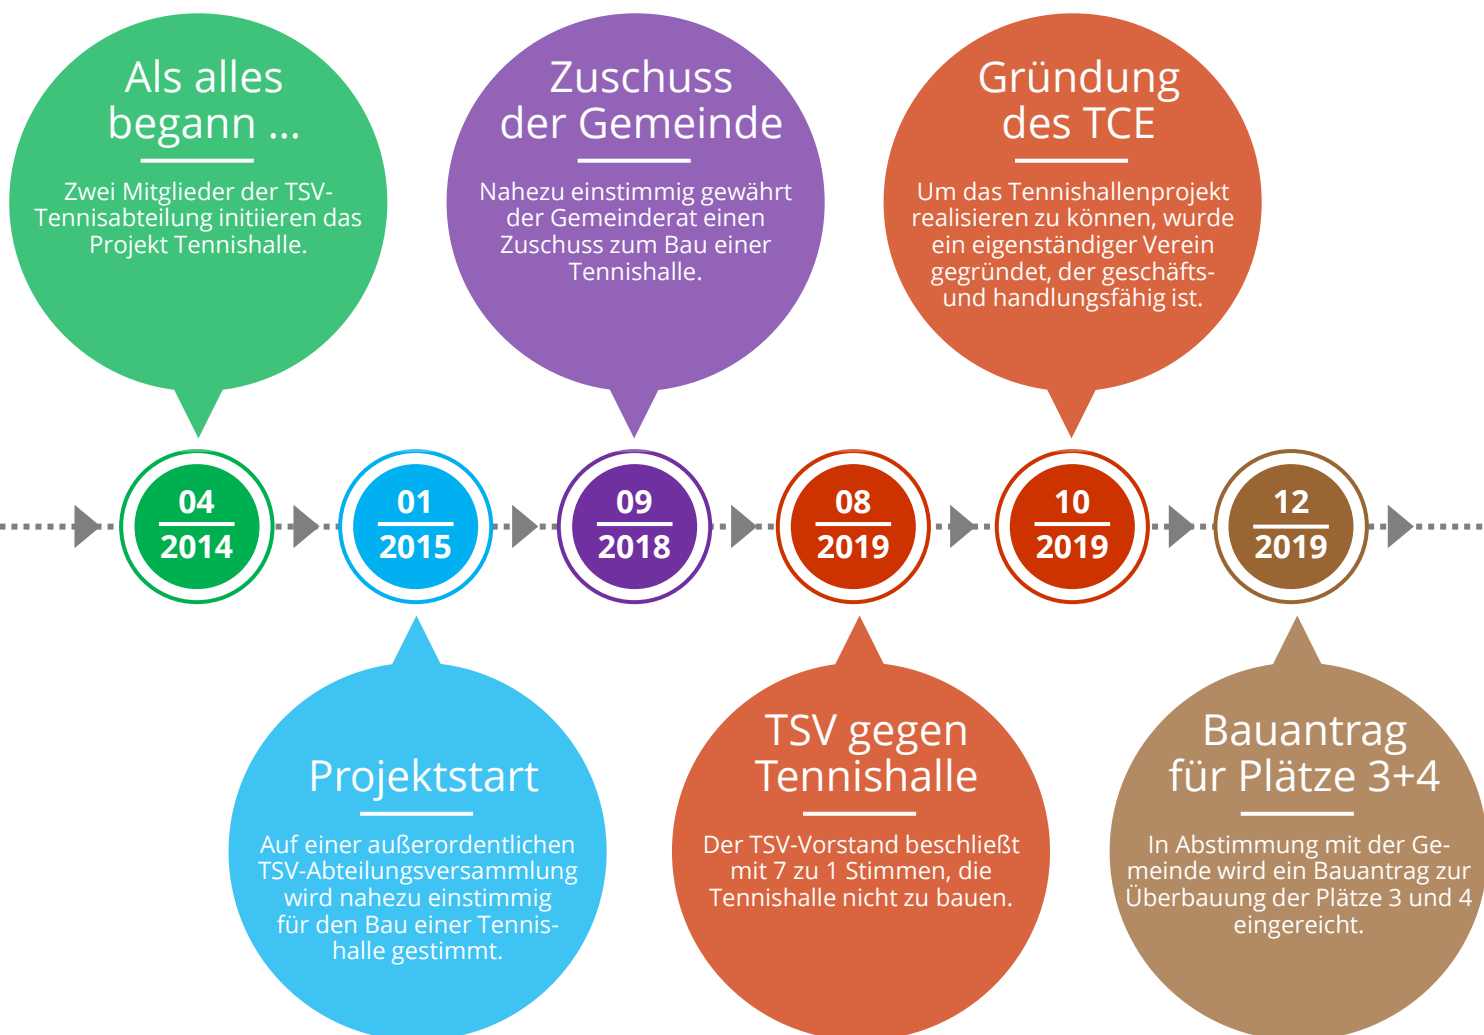 Als alles
begann ...
Zwei Mitglieder der TSV-
Tennisabteilung initiieren das
Projekt Tennishalle.
Zuschuss
der Gemeinde
Nahezu einstimmig gewährt
der Gemeinderat einen
Zuschuss zum Bau einer
Tennishalle.
Gründung
des TCE
Um das Tennishallenprojekt
realisieren zu können, wurde
ein eigenständiger Verein
gegründet, der geschäfts-
und handlungsfähig ist.
04
2014
01
2015
09
2018
08
2019
10
2019
12
2019
Projektstart
Auf einer außerordentlichen
TSV-Abteilungsversammlung
wird nahezu einstimmig
für den Bau einer Tennis-
halle gestimmt.
TSV gegen
Tennishalle
Der TSV-Vorstand beschließt
mit 7 zu 1 Stimmen, die
Tennishalle nicht zu bauen.
Bauantrag
für Plätze 3+4
In Abstimmung mit der Ge-
meinde wird ein Bauantrag zur
Überbauung der Plätze 3 und 4
eingereicht.